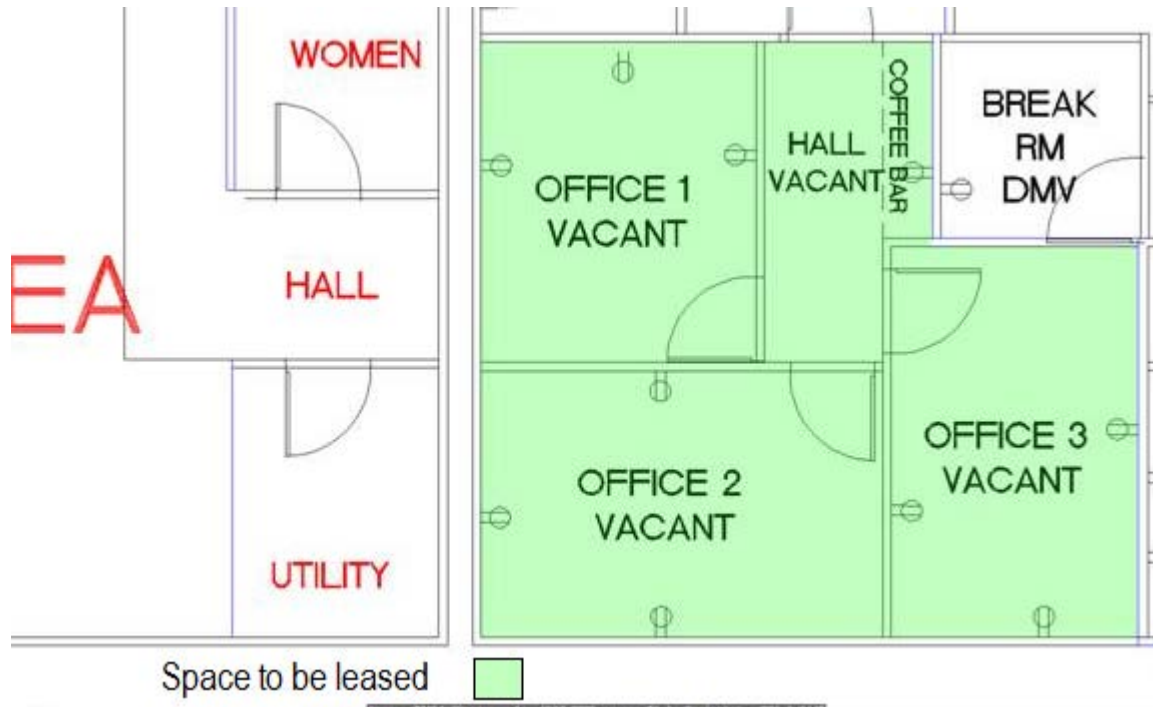 WOMEN
EA
HALL
UTILITY
OFFICE 1
VACANT
HALL
VACANT
COFFEE BAR
BREAK
RM
DMV
OFFICE 2
VACANT
OFFICE 3
VACANT
Space to be leased